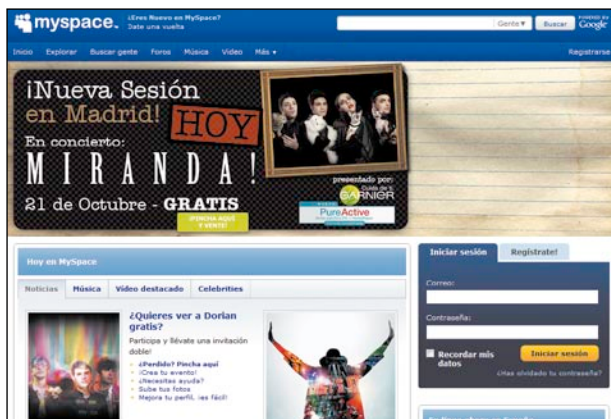 myspace.
¿Eres Nuevo en MySpace?
Date una vuelta
Gente ▼
Buscar
POWERED BY
Google
Inicio Explorar Buscar gente Foros Música Video Más ▾
Registrarse
¡Nueva Sesión
en Madrid!
HOY
En concierto:
MIRANDA!
21 de Octubre - GRATIS
¡PINCHA AQUÍ
Y VENTE!
presentado por:
GARNIER
PureActive
Hoy en MySpace
Noticias Música Vídeo destacado Celebrities
¿Quieres ver a Dorian
gratis?
Participa y llévate una invitación
doble!
¿Perdido? Pincha aquí
¡Crea tu evento!
¿Necesitas ayuda?
Sube tus fotos
Mejora tu perfil, ¡es fácil!
Iniciar sesión
Regístrate!
Correo:
Contraseña:
Recordar mis
datos
Iniciar sesión
¿Has olvidado tu contraseña?